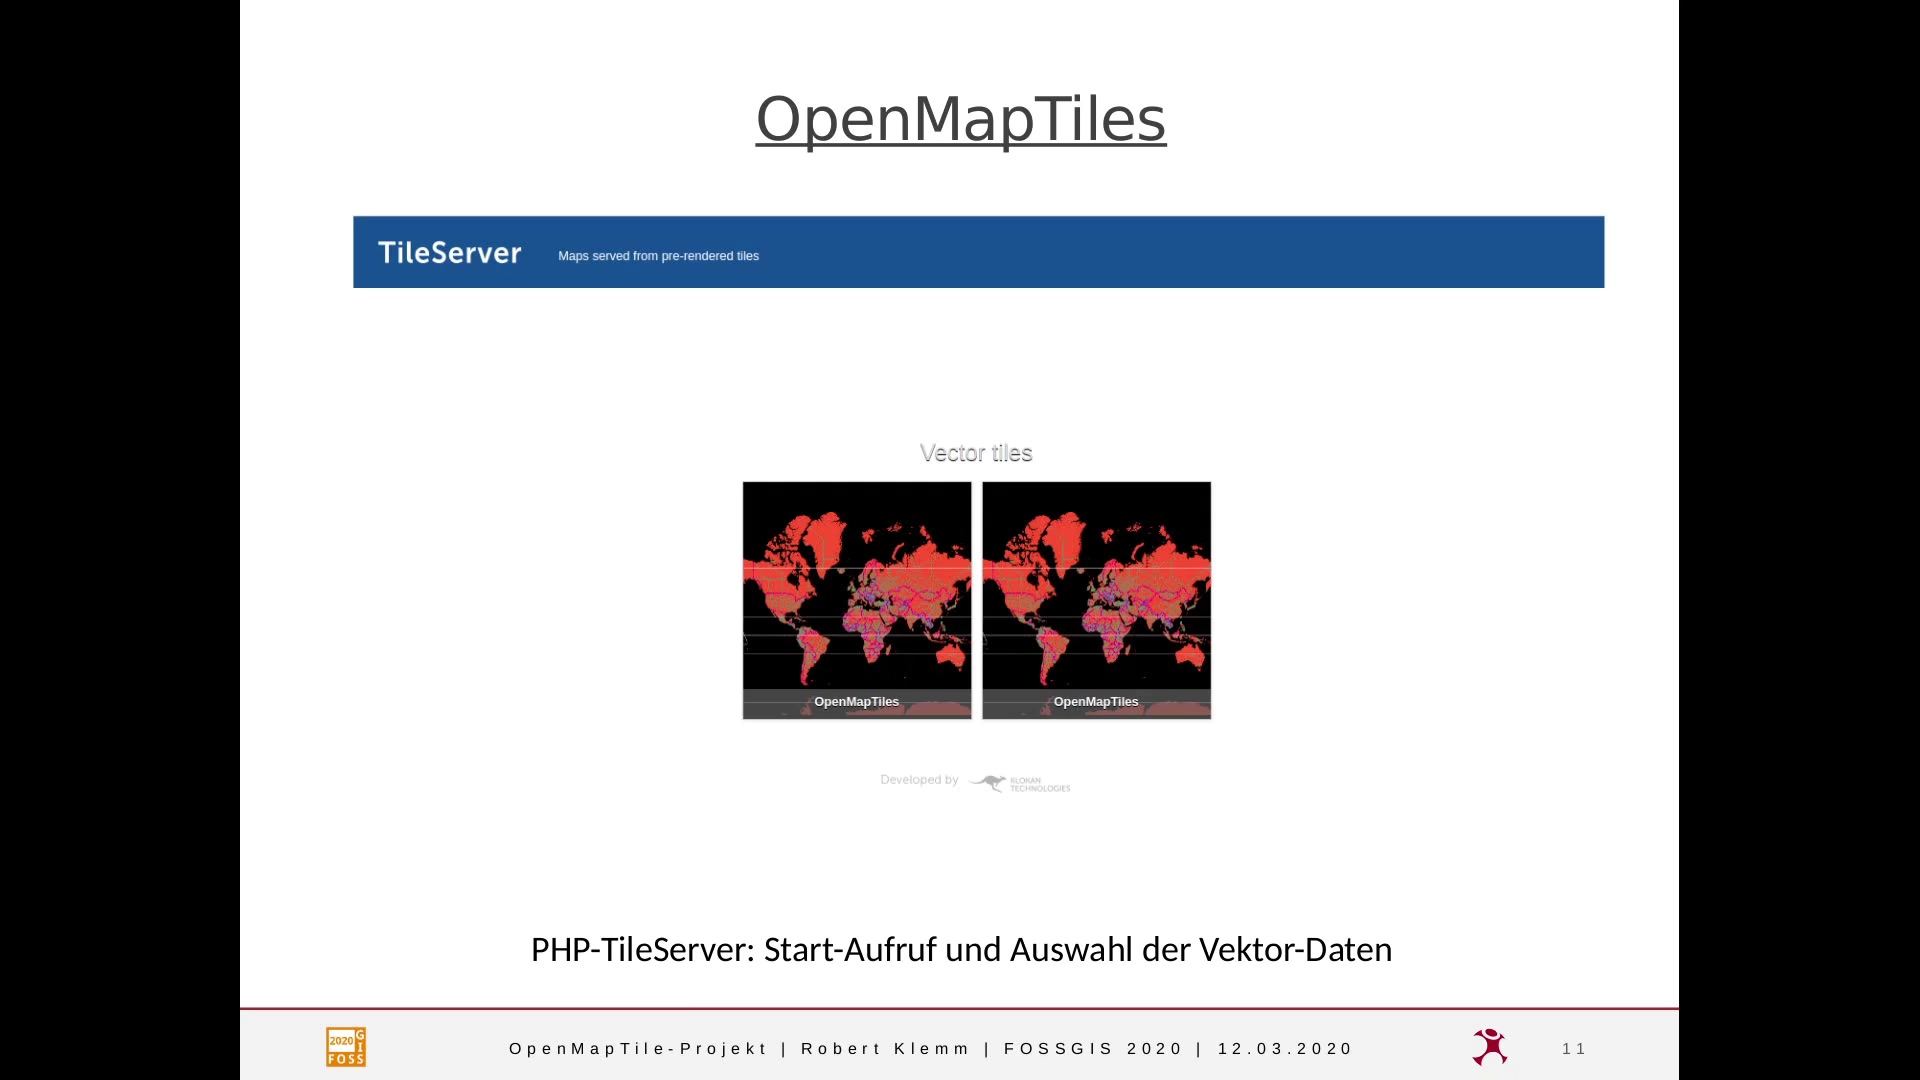 OpenMapTiles
TileServer Maps served from pre-rendered tiles
Vector tiles
OpenMapTiles OpenMapTiles
Developed by KLOKAN TECHNOLOGIES
PHP-TileServer: Start-Aufruf und Auswahl der Vektor-Daten
2020 FOSS GIS
OpenMapTile-Projekt | Robert Klemm | FOSSGIS 2020 | 12.03.2020
11